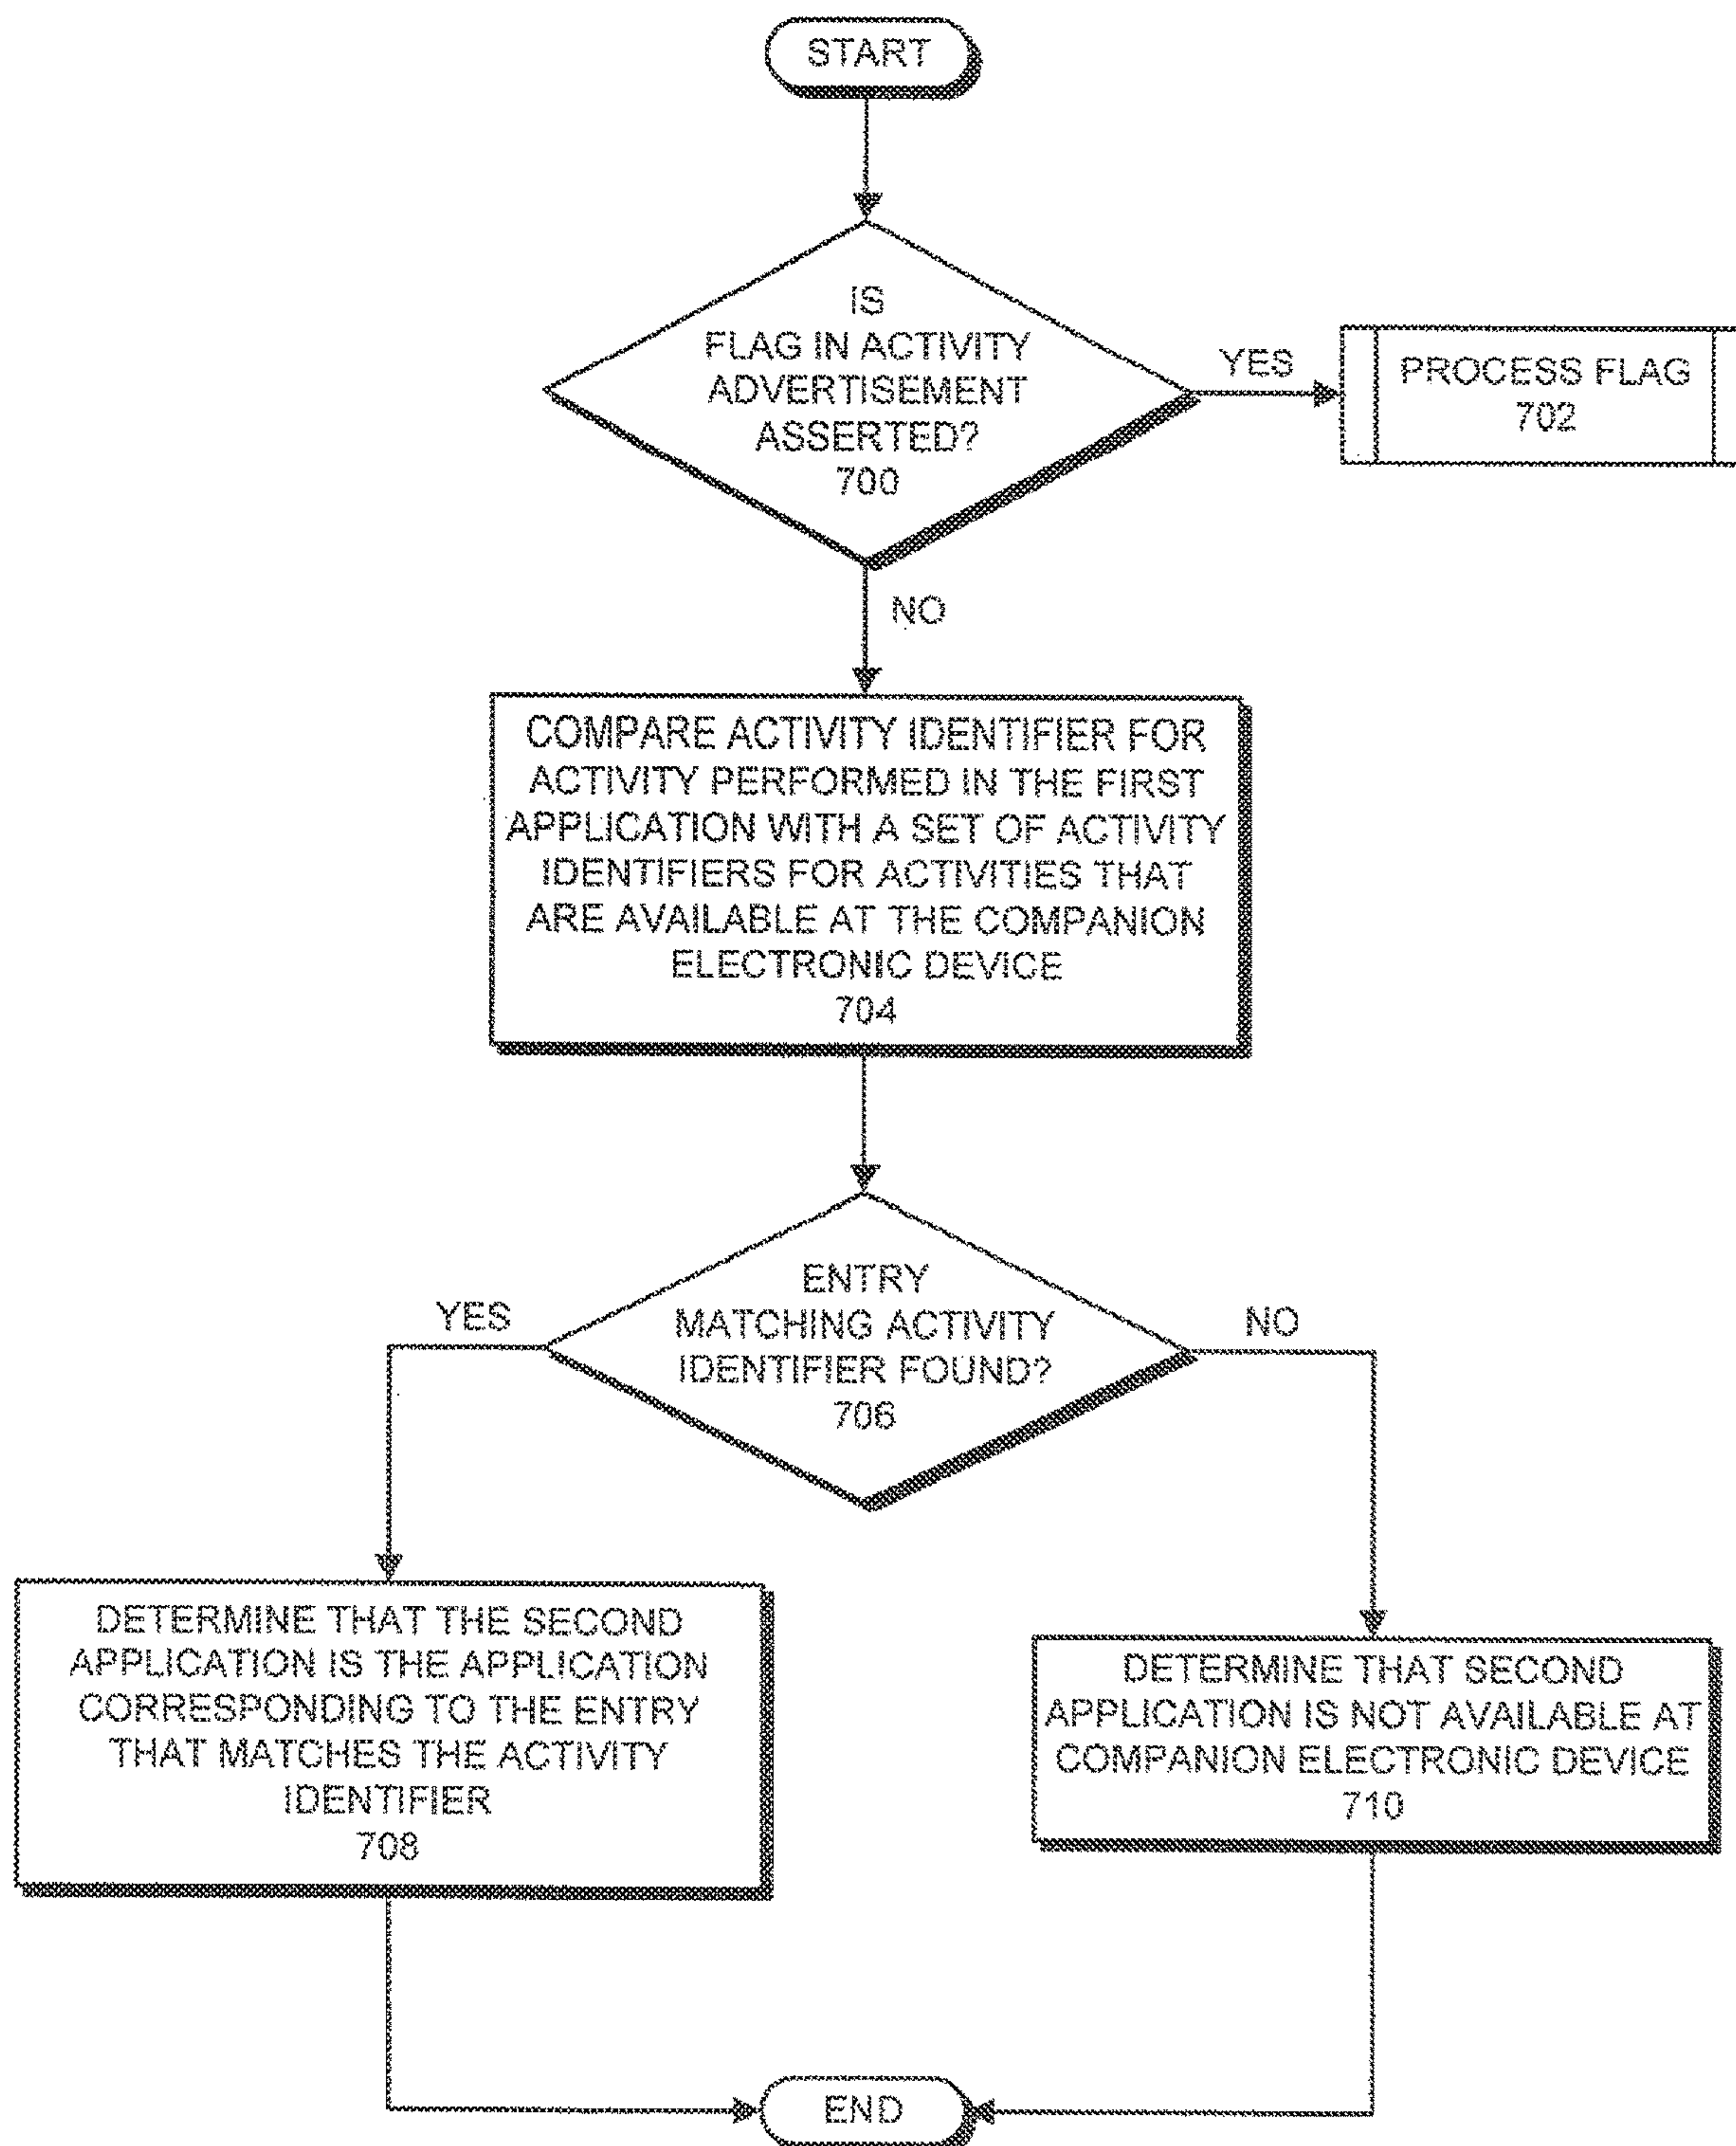 START
IS
FLAG IN ACTIVITY
ADVERTISEMENT
ASSERTED?
700
YES
PROCESS FLAG
702
NO
COMPARE ACTIVITY IDENTIFIER FOR
ACTIVITY PERFORMED IN THE FIRST
APPLICATION WITH A SET OF ACTIVITY
IDENTIFIERS FOR ACTIVITIES THAT
ARE AVAILABLE AT THE COMPANION
ELECTRONIC DEVICE
704
ENTRY
MATCHING ACTIVITY
IDENTIFIER FOUND?
706
YES
NO
DETERMINE THAT THE SECOND
APPLICATION IS THE APPLICATION
CORRESPONDING TO THE ENTRY
THAT MATCHES THE ACTIVITY
IDENTIFIER
708
DETERMINE THAT SECOND
APPLICATION IS NOT AVAILABLE AT
COMPANION ELECTRONIC DEVICE
710
END